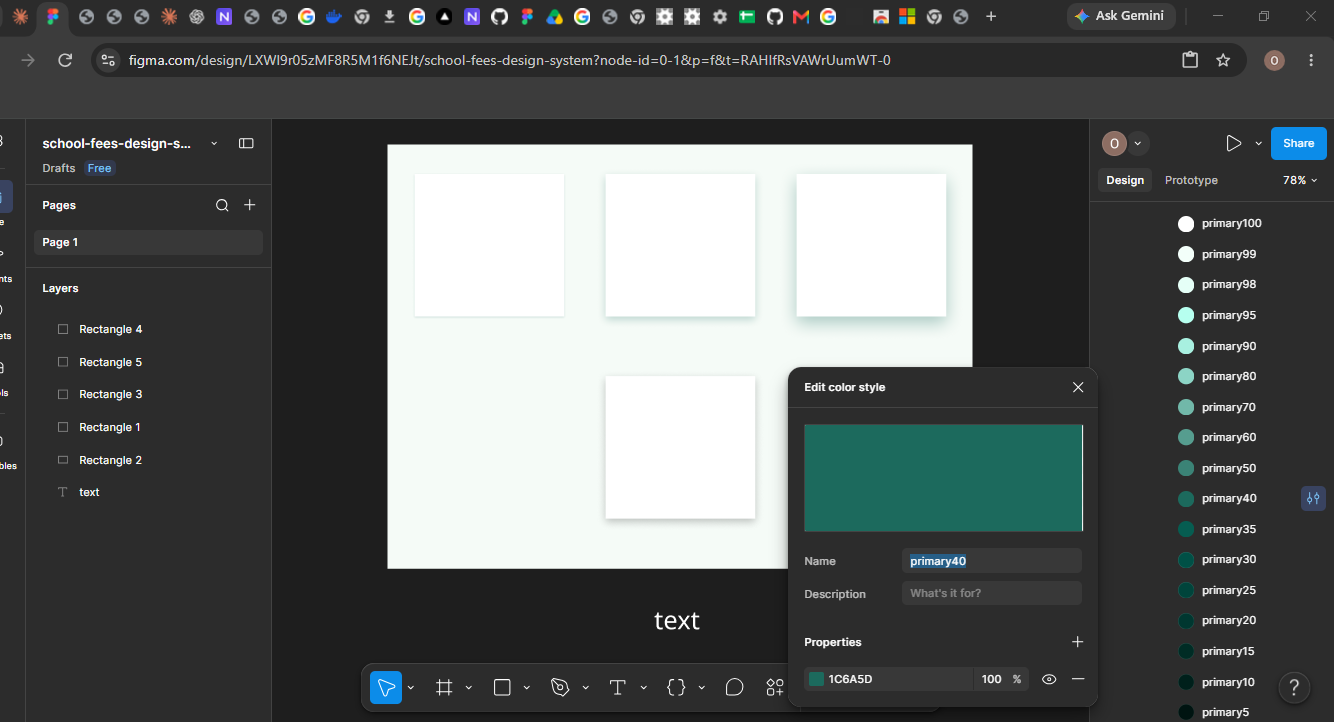 Ask Gemini
figma.com/design/LXWI9r05zMF8R5M1f6NEJt/school-fees-design-system?node-id=0-1&p=f&t=RAHIfRsVAWrUumWT-0
O
school-fees-design-s...
Drafts Free
Pages
Page 1
Layers
Rectangle 4
Rectangle 5
Rectangle 3
Rectangle 1
Rectangle 2
text
text
O
Share
Design Prototype 78%
primary100
primary99
primary98
primary95
primary90
primary80
primary70
primary60
primary50
primary40
primary35
primary30
primary25
primary20
primary15
primary10
primary5
Edit color style
Name primary40
Description What's it for?
Properties
1C6A5D 100 %
?